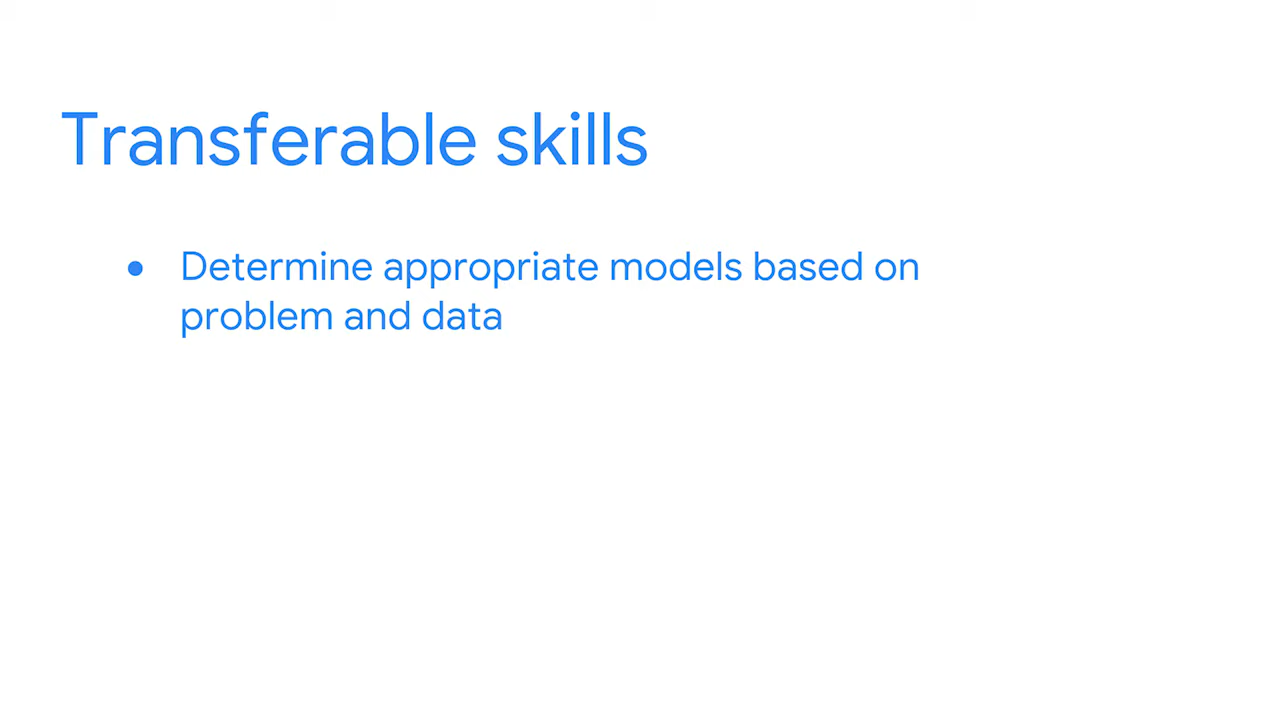 Transferable skills
● Determine appropriate models based on
problem and data